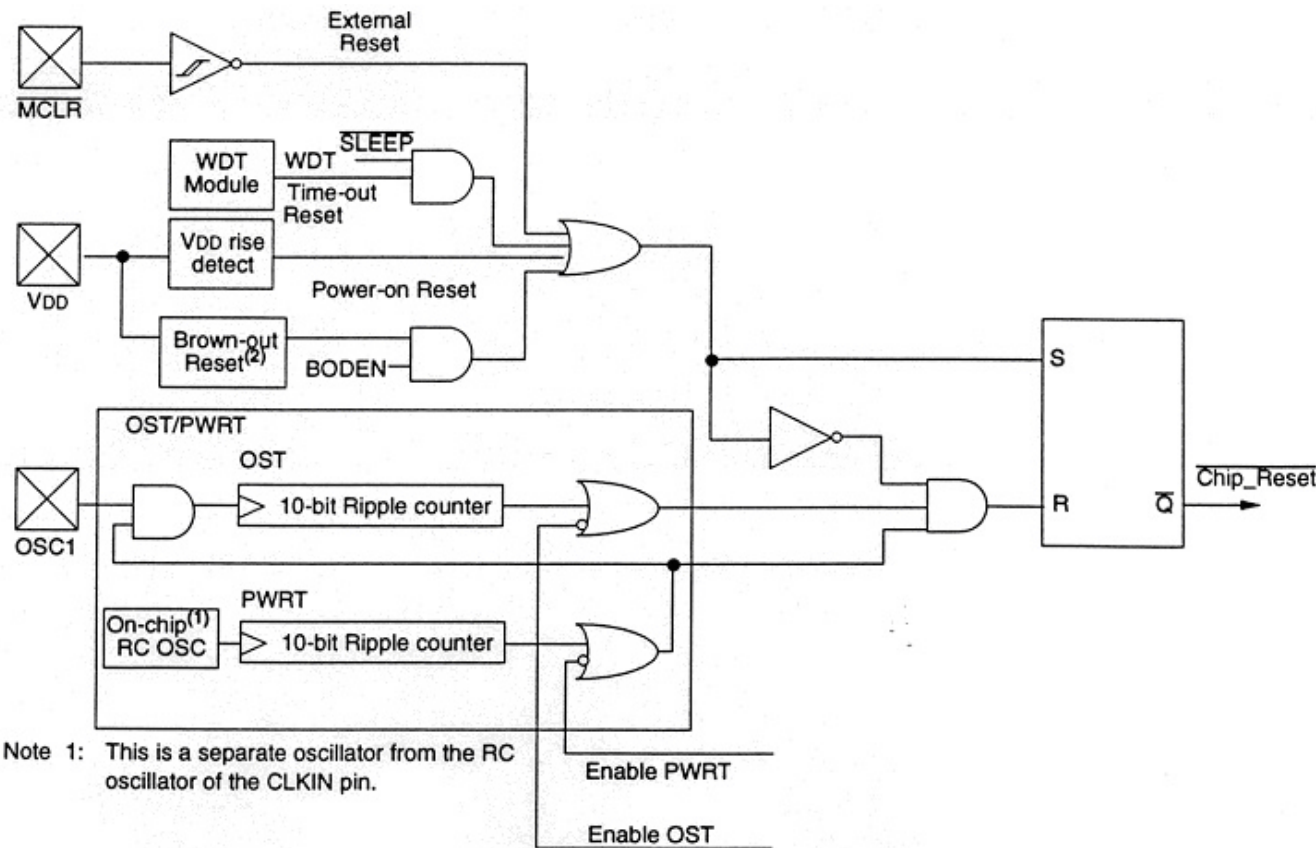 External
Reset
MCLR
WDT
Module
WDT
SLEEP
Time-out
Reset
VDD rise
detect
VDD
Power-on Reset
Brown-out
Reset(2)
BODEN
S
OST/PWRT
OST
10-bit Ripple counter
OSC1
R
Q
Chip_Reset
PWRT
On-chip(1)
RC OSC
10-bit Ripple counter
Note 1: This is a separate oscillator from the RC
oscillator of the CLKIN pin.
Enable PWRT
Enable OST